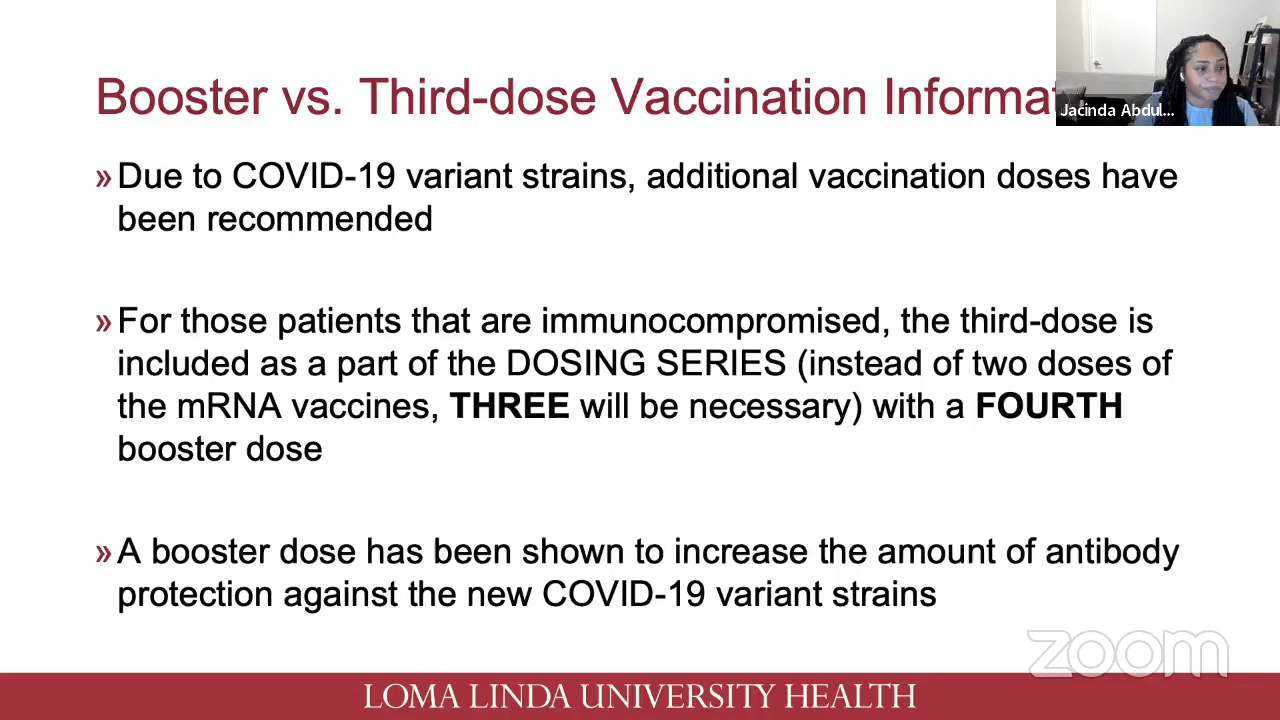 Booster vs. Third-dose Vaccination Informat
Jacinda Abdul...
» Due to COVID-19 variant strains, additional vaccination doses have
been recommended
» For those patients that are immunocompromised, the third-dose is
included as a part of the DOSING SERIES (instead of two doses of
the mRNA vaccines, THREE will be necessary) with a FOURTH
booster dose
» A booster dose has been shown to increase the amount of antibody
protection against the new COVID-19 variant strains
zoom
LOMA LINDA UNIVERSITY HEALTH